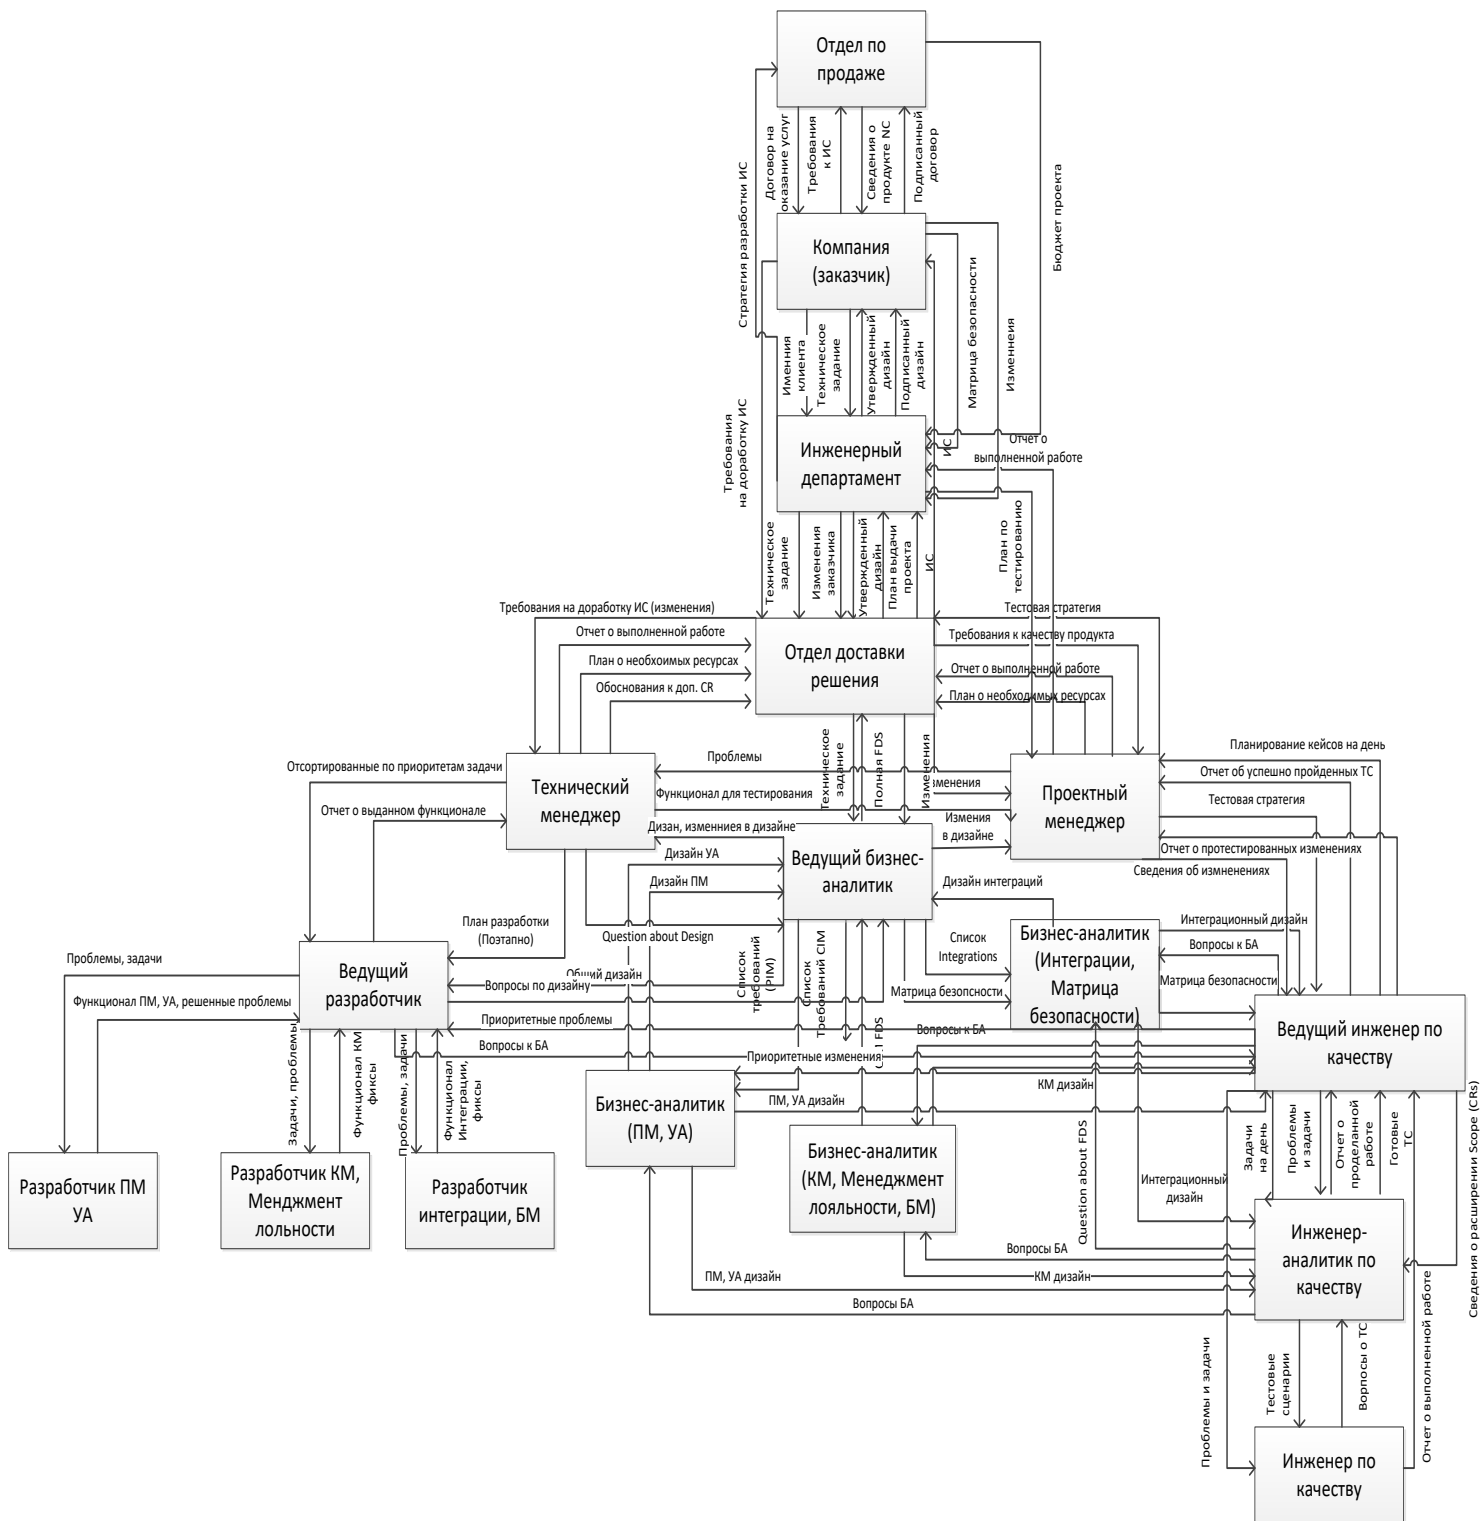 Отдел по
продаже
Стратегия разработки ИС
Договор на
оказание услуг
Требования
к ИС
Сведения о
продукте NC
Подписанный
договор
Бюджет проекта
Компания
(заказчик)
Требования
на доработку ИС
Именния
клиента
Техническое
задание
Утвержденный
дизайн
Подписанный
дизайн
ИС
Матрица безопасности
Изменнеия
Инженерный
департамент
Отчет о
выполненной работе
Техническое
задание
Изменения
заказчика
Утвержденный
дизайн
План выдачи
проекта
ИС
План по
тестированию
Требования на доработку ИС (изменения)
Отчет о выполненной работе
План о необхоимых ресурсах
Обоснования к доп. CR
Отдел доставки
решения
Тестовая стратегия
Требования к качеству продукта
Отчет о выполненной работе
План о необходимых ресурсах
Отсортированные по приоритетам задачи
Отчет о выданном функционале
Технический
менеджер
Проблемы
Функционал для тестирования
Техническое
задание
Полная FDS
Изменения
зменения
Проектный
менеджер
Планирование кейсов на день
Отчет об успешно пройденных ТС
Тестовая стратегия
Отчет о протестированных изменениях
Сведения об измненениях
Дизан, изменниея в дизайне
Дизайн УА
Дизайн ПМ
Ведущий бизнес-
аналитик
Измения
в дизайне
Дизайн интеграций
План разработки
(Поэтапно)
Question about Design
Список
Integrations
Бизнес-аналитик
(Интеграции,
Матрица
безопасности)
Интеграционный дизайн
Вопросы к БА
Матрица безопасности
Проблемы, задачи
Функционал ПМ, УА, решенные проблемы
Ведущий
разработчик
Общий дизайн
Вопросы по дизайну
Список
требований
(PIM)
Список
Требований CIM
FDS
Матрица безопсности
Приоритетные проблемы
Вопросы к БА
Вопросы к БА
Приоритетные изменения
КМ дизайн
Ведущий инженер по
качеству
Задачи, проблемы
Функционал КМ
фиксы
Проблемы, задачи
Функционал
Интеграции,
фиксы
Бизнес-аналитик
(ПМ, УА)
ПМ, УА дизайн
Бизнес-аналитик
(КМ, Менеджмент
лояльности, БМ)
Question about FDS
Интеграционный
дизайн
Задачи
на день
Проблемы
и задачи
Отчет о
проделанной
работе
Готовые
ТС
Сведения о расширении Scope (CRs)
Разработчик ПМ
УА
Разработчик КМ,
Менджмент
лольности
Разработчик
интеграции, БМ
Инженер-
аналитик по
качеству
Вопросы БА
ПМ, УА дизайн
КМ дизайн
Вопросы БА
Проблемы и задачи
Тестовые
сценарии
Ворпосы о ТС
Отчет о выполненной работе
Инженер по
качеству